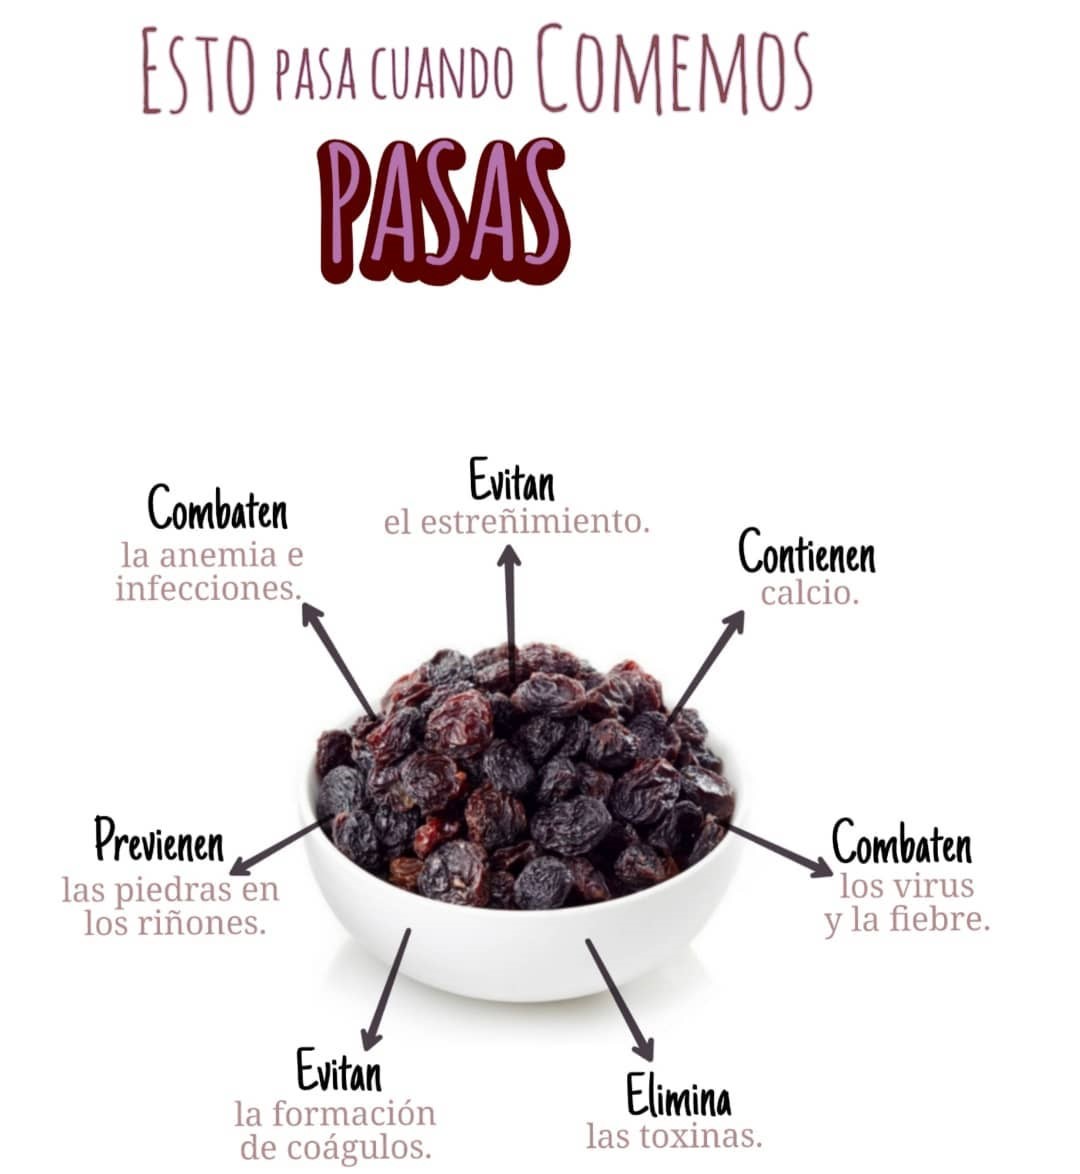 ESTO PASA CUANDO COMEMOS
PASAS
Evitan
el estreñimiento.
Combaten
la anemia e
infecciones.
Contienen
calcio.
Previenen
las piedras en
los riñones.
Combaten
los virus
y la fiebre.
Evitan
la formación
de coágulos.
Elimina
las toxinas.